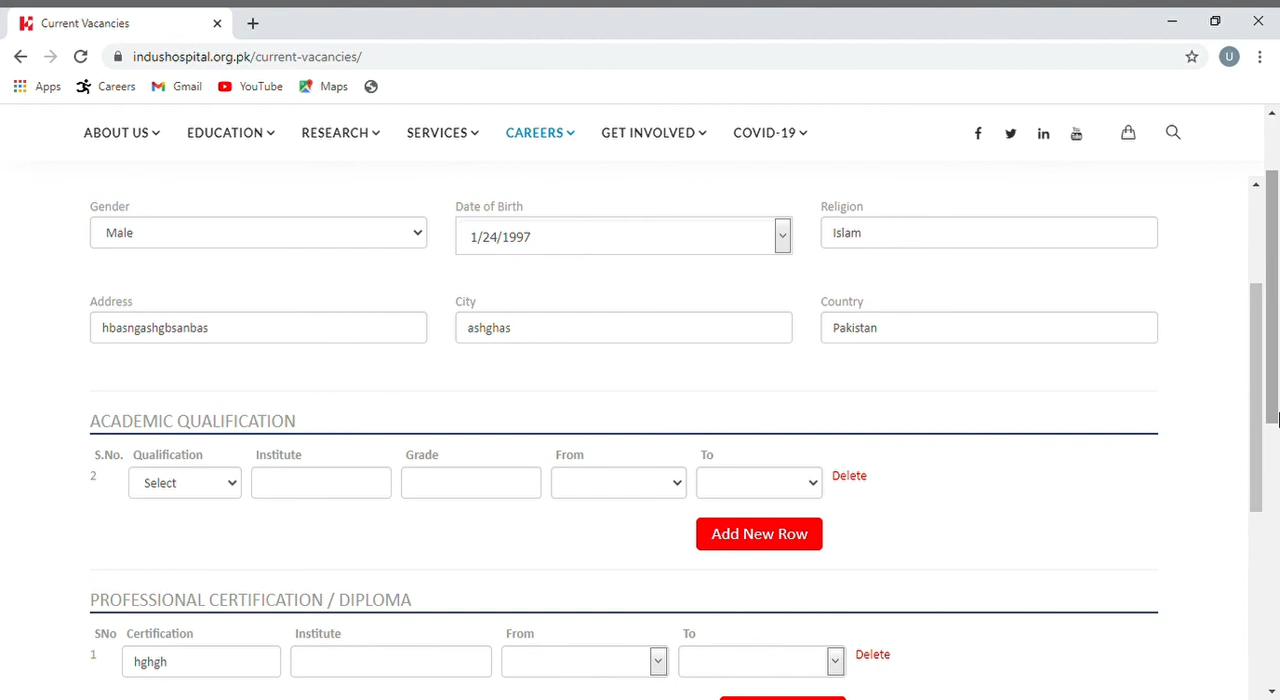 Current Vacancies
indushospital.org.pk/current-vacancies/
U
Apps Careers Gmail YouTube Maps
ABOUT US EDUCATION RESEARCH SERVICES CAREERS GET INVOLVED COVID-19
Gender Date of Birth Religion
Male 1/24/1997 Islam
Address City Country
hbasngashgbsanbas ashghas Pakistan
ACADEMIC QUALIFICATION
S.No. Qualification Institute Grade From To
2 Select Delete
Add New Row
PROFESSIONAL CERTIFICATION / DIPLOMA
SNo Certification Institute From To
1 hghgh Delete